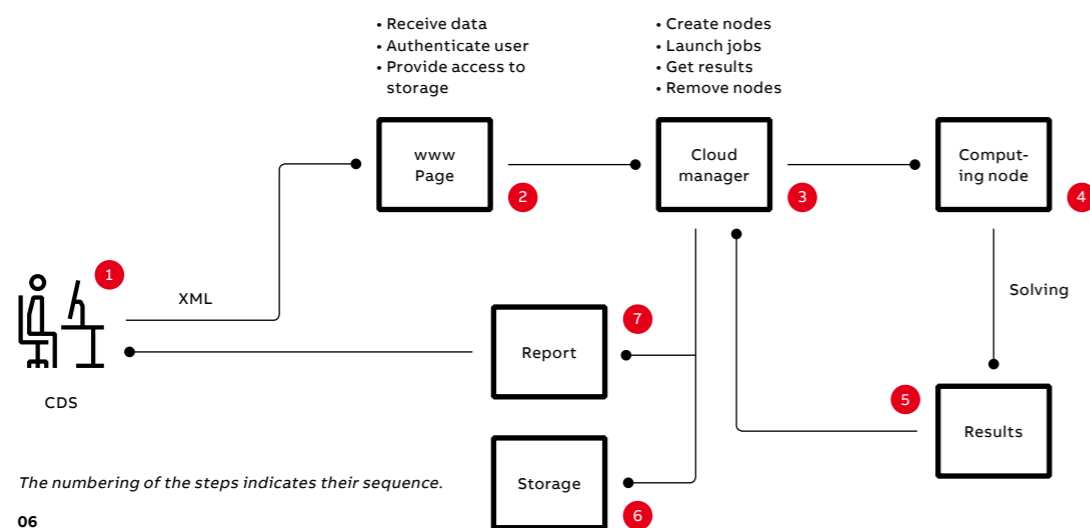 • Receive data
• Authenticate user
• Provide access to
storage
• Create nodes
• Launch jobs
• Get results
• Remove nodes
www
Page
2
Cloud
manager
3
Comput-
ing node
4
1
XML
CDS
Solving
7
Report
5
Results
Storage
6
The numbering of the steps indicates their sequence.
06